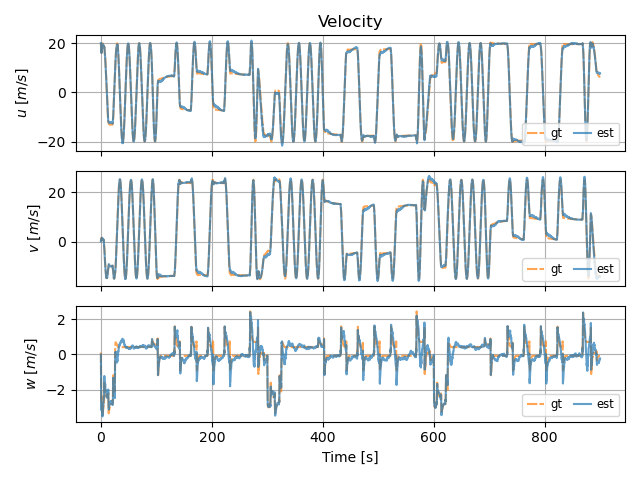 Velocity
u [m/s]
20
0
−20
gt est
v [m/s]
20
0
gt est
w [m/s]
2
0
−2
gt est
0 200 400 600 800
Time [s]